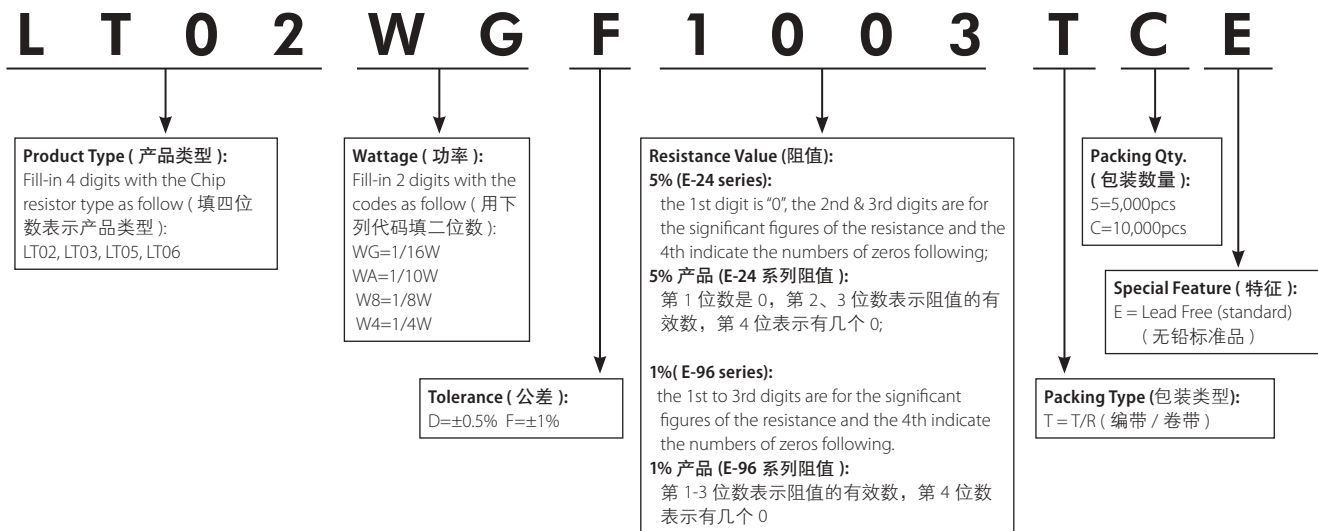 L T 0 2 W G F 1 0 0 3 T C E
Product Type ( 产品类型 ):
Fill-in 4 digits with the Chip
resistor type as follow ( 填四位
数表示产品类型 ):
LT02, LT03, LT05, LT06
Wattage ( 功率 ):
Fill-in 2 digits with the
codes as follow ( 用下
列代码填二位数 ):
WG=1/16W
WA=1/10W
W8=1/8W
W4=1/4W
Tolerance ( 公差 ):
D=±0.5% F=±1%
Resistance Value (阻值):
5% (E-24 series):
the 1st digit is “0”, the 2nd & 3rd digits are for
the significant figures of the resistance and the
4th indicate the numbers of zeros following;
5% 产品 (E-24 系列阻值 ):
第 1 位数是 0，第 2、3 位数表示阻值的有
效数，第 4 位表示有几个 0;
1%( E-96 series):
the 1st to 3rd digits are for the significant
figures of the resistance and the 4th indicate
the numbers of zeros following.
1% 产品 (E-96 系列阻值 ):
第 1-3 位数表示阻值的有效数，第 4 位数
表示有几个 0
Packing Qty.
( 包装数量 ):
5=5,000pcs
C=10,000pcs
Special Feature ( 特征 ):
E = Lead Free (standard)
( 无铅标准品 )
Packing Type (包装类型):
T = T/R ( 编带 / 卷带 )